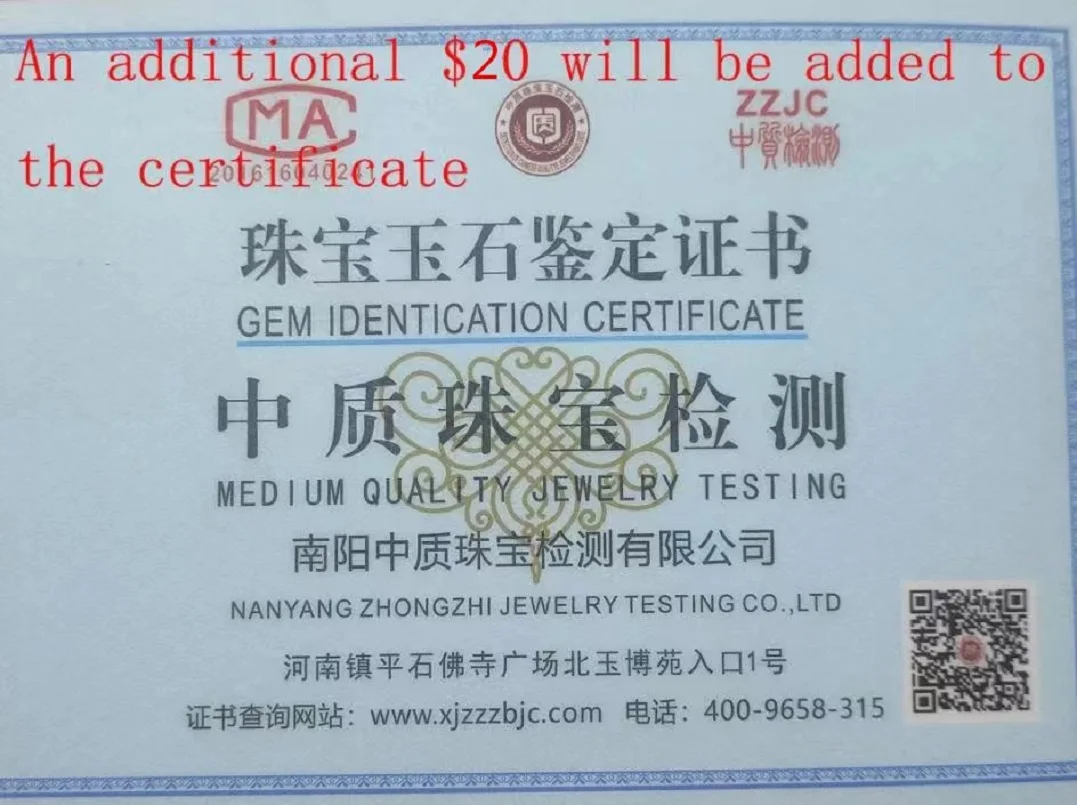 An additional $20 will be added to
MA
ZZJC
中質檢測
the certificate
珠宝玉石鉴定证书
GEM IDENTICATION CERTIFICATE
中质珠宝检测
MEDIUM QUALITY JEWELRY TESTING
南阳中质珠宝检测有限公司
NANYANG ZHONGZHI JEWELRY TESTING CO.,LTD
河南镇平石佛寺广场北玉博苑入口1号
证书查询网站：www.xjzzzbjc.com 电话：400-9658-315